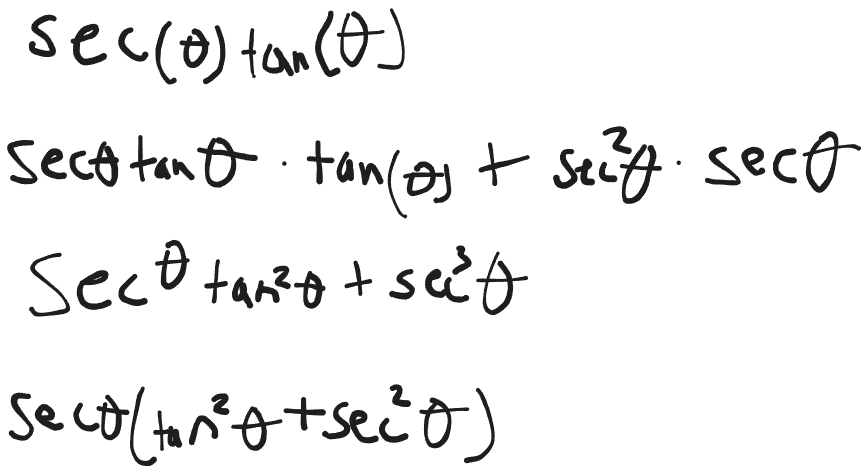 sec(θ) tan(θ)
secθ tanθ · tan(θ) + sec²θ · secθ
secθ tan²θ + sec³θ
secθ(tan²θ + sec²θ)